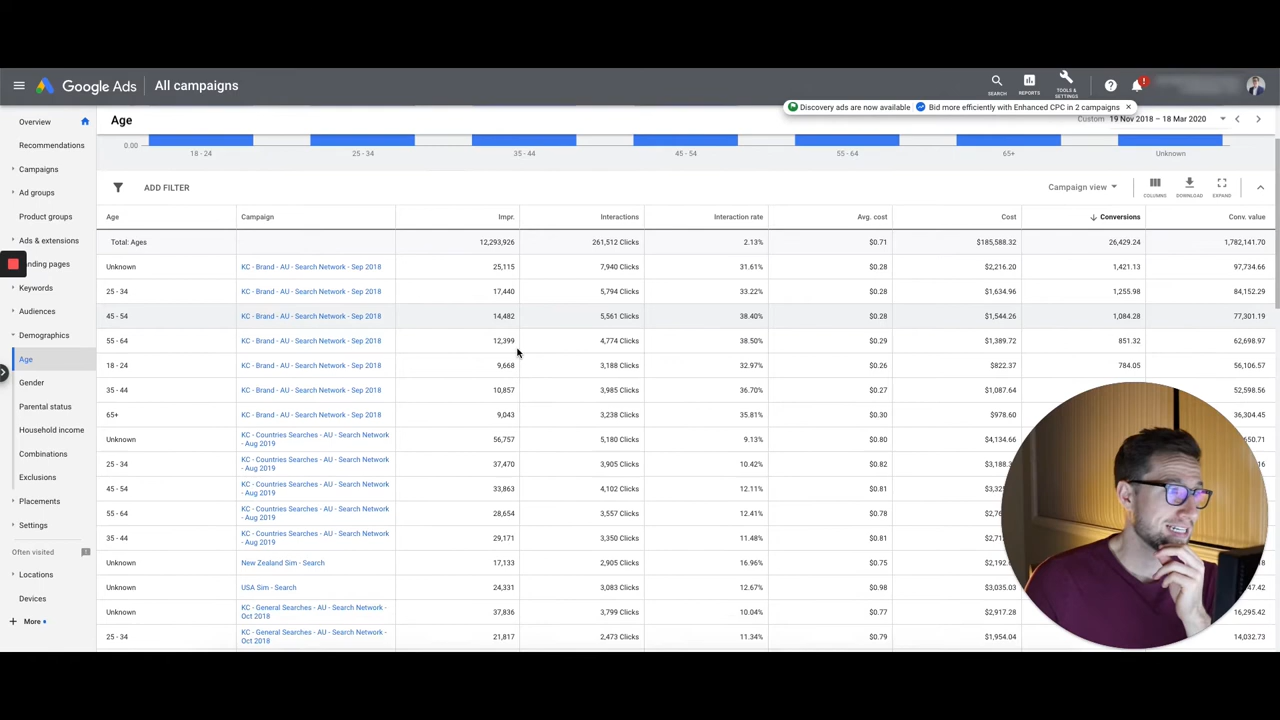 Google Ads
All campaigns
SEARCH
REPORTS
TOOLS &
SETTINGS
Discovery ads are now available
Bid more efficiently with Enhanced CPC in 2 campaigns
Age
Custom 19 Nov 2018 – 18 Mar 2020
Overview
Recommendations
Campaigns
Ad groups
Product groups
Ads & extensions
anding pages
Keywords
Audiences
Demographics
Age
Gender
Parental status
Household income
Combinations
Exclusions
Placements
Settings
Often visited
Locations
Devices
More
0.00
18 - 24 25 - 34 35 - 44 45 - 54 55 - 64 65+ Unknown
ADD FILTER
Campaign view
COLUMNS
DOWNLOAD
EXPAND
Age Campaign Impr. Interactions Interaction rate Avg. cost Cost Conversions Conv. value
Total: Ages 12,293,926 261,512 Clicks 2.13% $0.71 $185,588.32 26,429.24 1,782,141.70
Unknown KC - Brand - AU - Search Network - Sep 2018 25,115 7,940 Clicks 31.61% $0.28 $2,216.20 1,421.13 97,734.66
25 - 34 KC - Brand - AU - Search Network - Sep 2018 17,440 5,794 Clicks 33.22% $0.28 $1,634.96 1,255.98 84,152.29
45 - 54 KC - Brand - AU - Search Network - Sep 2018 14,482 5,561 Clicks 38.40% $0.28 $1,544.26 1,084.28 77,301.19
55 - 64 KC - Brand - AU - Search Network - Sep 2018 12,399 4,774 Clicks 38.50% $0.29 $1,389.72 851.32 62,698.97
18 - 24 KC - Brand - AU - Search Network - Sep 2018 9,668 3,188 Clicks 32.97% $0.26 $822.37 784.05 56,106.57
35 - 44 KC - Brand - AU - Search Network - Sep 2018 10,857 3,985 Clicks 36.70% $0.27 $1,087.64 52,598.56
65+ KC - Brand - AU - Search Network - Sep 2018 9,043 3,238 Clicks 35.81% $0.30 $978.60 36,304.45
Unknown KC - Countries Searches - AU - Search Network
- Aug 2019 56,757 5,180 Clicks 9.13% $0.80 $4,134.66
25 - 34 KC - Countries Searches - AU - Search Network
- Aug 2019 37,470 3,905 Clicks 10.42% $0.82
45 - 54 KC - Countries Searches - AU - Search Network
- Aug 2019 33,863 4,102 Clicks 12.11% $0.81
55 - 64 KC - Countries Searches - AU - Search Network
- Aug 2019 28,654 3,557 Clicks 12.41% $0.78
35 - 44 KC - Countries Searches - AU - Search Network
- Aug 2019 29,171 3,350 Clicks 11.48% $0.81
Unknown New Zealand Sim - Search 17,133 2,905 Clicks 16.96% $0.75
Unknown USA Sim - Search 24,331 3,083 Clicks 12.67% $0.98 $3,035.03
Unknown KC - General Searches - AU - Search Network -
Oct 2018 37,836 3,799 Clicks 10.04% $0.77 $2,917.28 16,295.42
25 - 34 KC - General Searches - AU - Search Network -
Oct 2018 21,817 2,473 Clicks 11.34% $0.79 $1,954.04 14,032.73